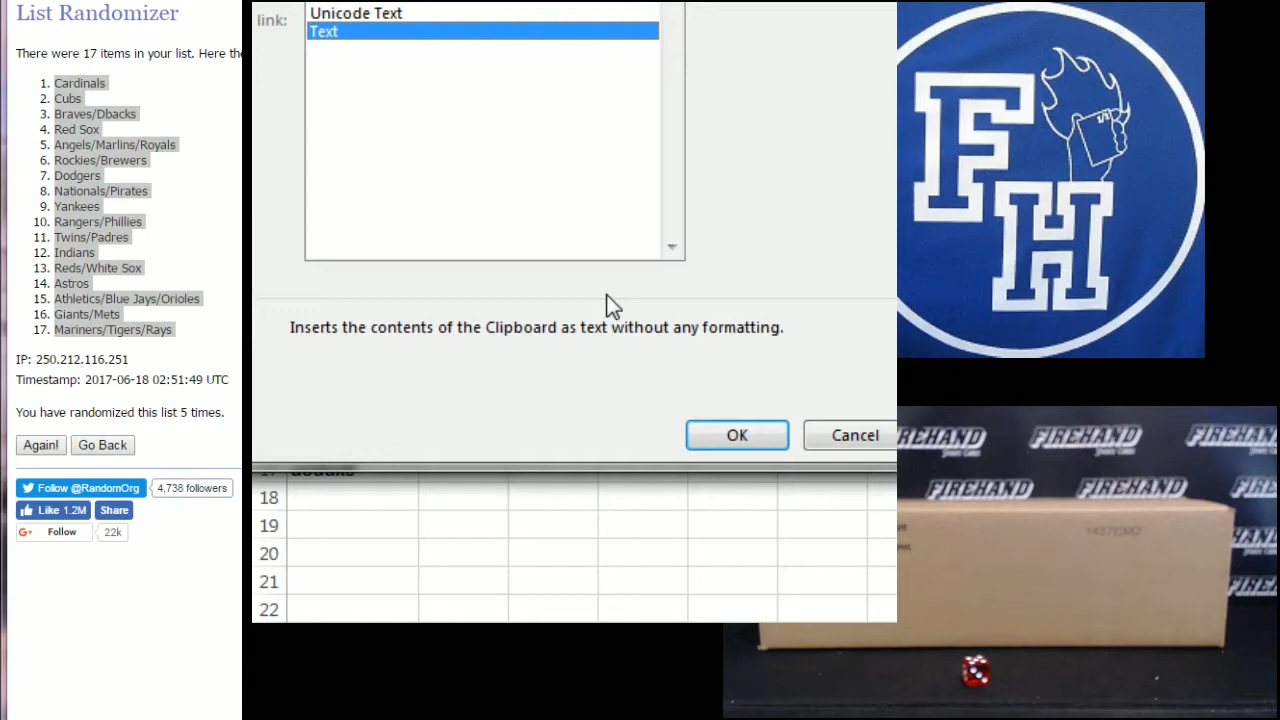 List Randomizer
There were 17 items in your list. Here the
1. Cardinals
2. Cubs
3. Braves/Dbacks
4. Red Sox
5. Angels/Marlins/Royals
6. Rockies/Brewers
7. Dodgers
8. Nationals/Pirates
9. Yankees
10. Rangers/Phillies
11. Twins/Padres
12. Indians
13. Reds/White Sox
14. Astros
15. Athletics/Blue Jays/Orioles
16. Giants/Mets
17. Mariners/Tigers/Rays
IP: 250.212.116.251
Timestamp: 2017-06-18 02:51:49 UTC
You have randomized this list 5 times.
Again! Go Back
Follow @RandomOrg 4,738 followers
Like 1.2M Share
G+ Follow 22k
link:
Unicode Text
Text
Inserts the contents of the Clipboard as text without any formatting.
OK Cancel
18
19
20
21
22
F
H
FIREHAND FIREHAND
FIREHAND FIREHAND